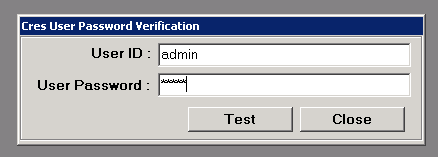 Cres User Password Verification
User ID : admin
User Password : *****
Test Close